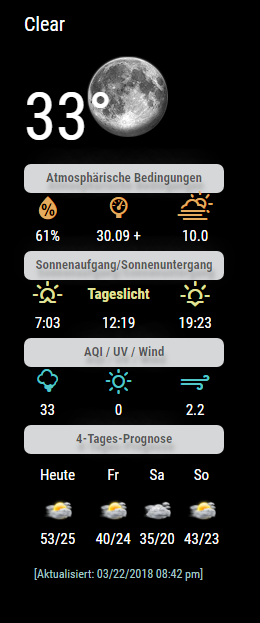 Clear
33°
Atmosphärische Bedingungen
%
61% 30.09 + 10.0
Sonnenaufgang/Sonnenuntergang
Tageslicht
7:03 12:19 19:23
AQI / UV / Wind
33 0 2.2
4-Tages-Prognose
Heute Fr Sa So
53/25 40/24 35/20 43/23
[Aktualisiert: 03/22/2018 08:42 pm]